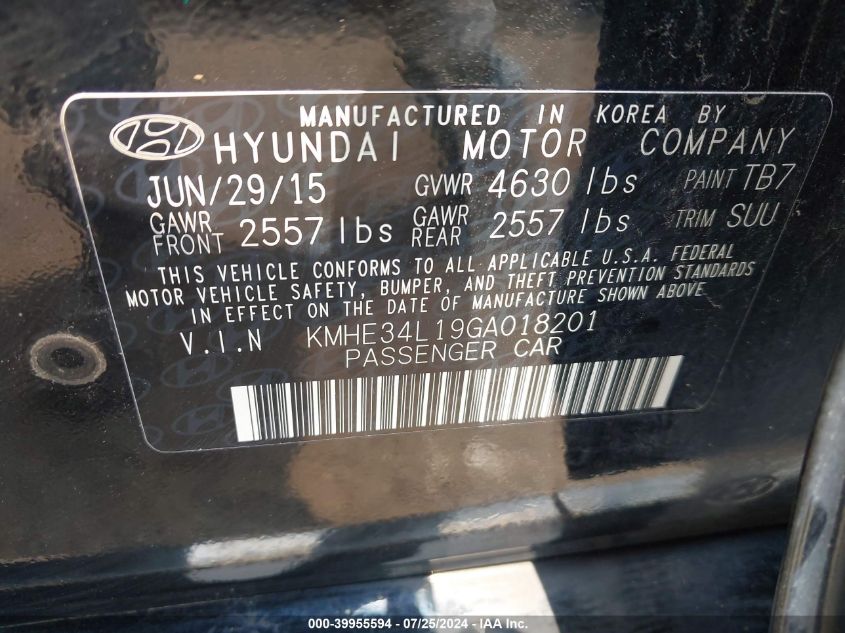 MANUFACTURED IN KOREA BY
HYUNDAI MOTOR COMPANY
JUN/29/15 GVWR 4630 lbs PAINT TB7
GAWR FRONT 2557 lbs GAWR REAR 2557 lbs TRIM SUU
THIS VEHICLE CONFORMS TO ALL APPLICABLE U.S.A. FEDERAL
MOTOR VEHICLE SAFETY, BUMPER, AND THEFT PREVENTION STANDARDS
IN EFFECT ON THE DATE OF MANUFACTURE SHOWN ABOVE
V.I.N KMHE34L19GA018201
PASSENGER CAR
000-39955594 - 07/25/2024 - © IAA Holdings, LLC